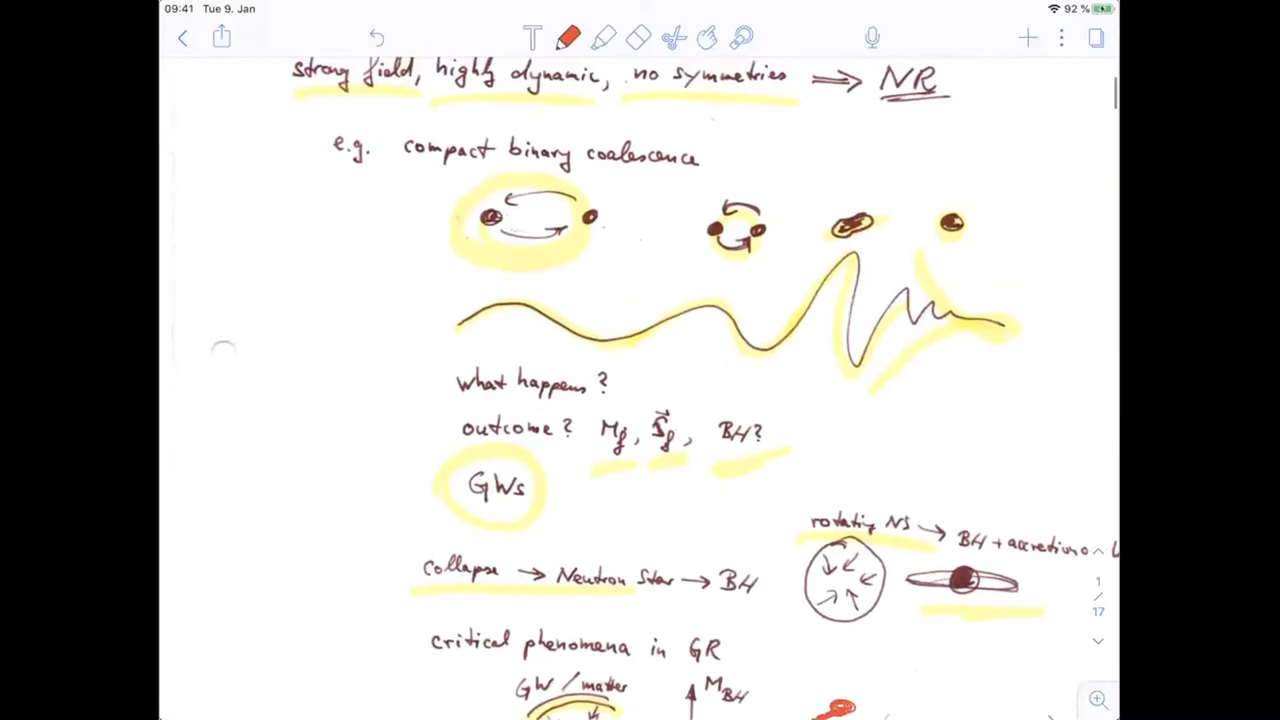 09:41 Tue 9. Jan 92 %
strong field, highly dynamic, no symmetries ⟹ NR
e.g. compact binary coalescence
what happens?
outcome? Mf, S⃗f, BH?
GWs
rotating NS → BH + accretion
collapse → Neutron Star → BH
1
/
17
critical phenomena in GR
GW / matter
M_BH